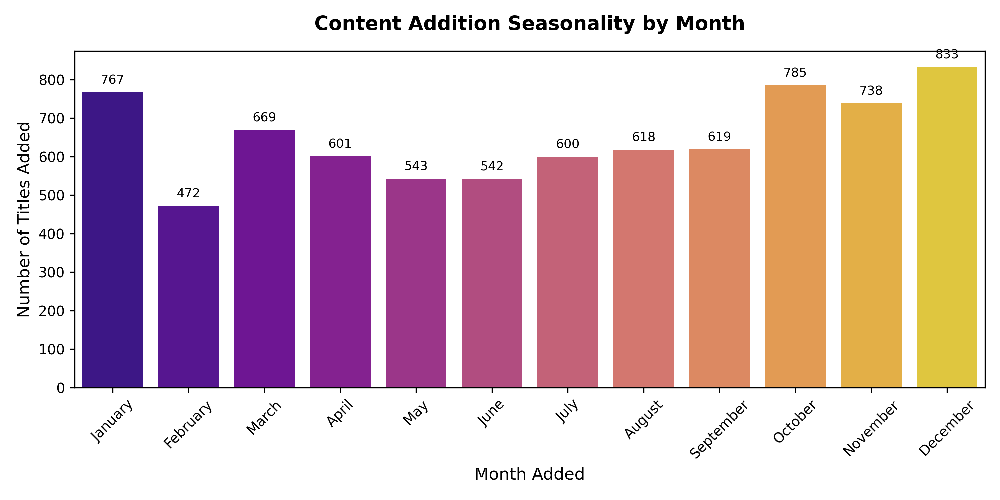 Content Addition Seasonality by Month
Number of Titles Added
800
700
600
500
400
300
200
100
0
767
472
669
601
543
542
600
618
619
785
738
833
January
February
March
April
May
June
July
August
September
October
November
December
Month Added